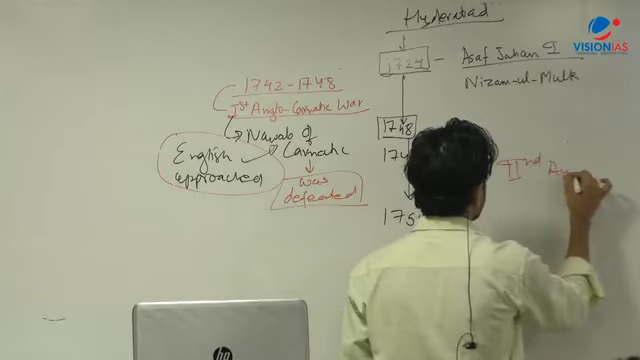 Hyderabad
VISIONIAS
1724 - Asaf Jahan I
Nizam-ul-Mulk
1742-1748
Ist Anglo-Carnatic War
1748
Nawab of
Carnatic
English
approached
was
defeated
IInd
hp